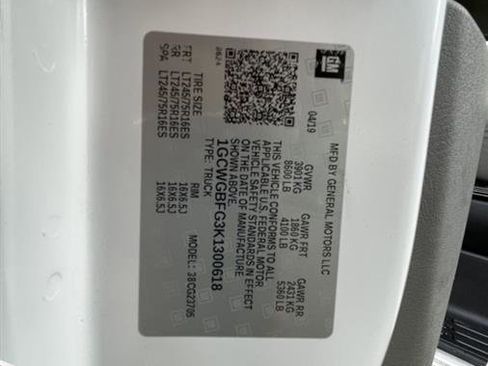 GM
MFD BY GENERAL MOTORS LLC
04/19 GVWR GAWR FRT GAWR RR
3901 KG 1860 KG 2431 KG
8600 LB 4100 LB 5360 LB
THIS VEHICLE CONFORMS TO ALL
APPLICABLE U.S. FEDERAL MOTOR
VEHICLE SAFETY STANDARDS IN EFFECT
ON THE DATE OF MANUFACTURE
SHOWN ABOVE.
1GCWGBFG3K1300618
TYPE: TRUCK MODEL: 38CG23705
2624
TIRE SIZE RIM
FRT LT245/75R16ES 16X6.5J
RR LT245/75R16ES 16X6.5J
SPA LT245/75R16ES 16X6.5J